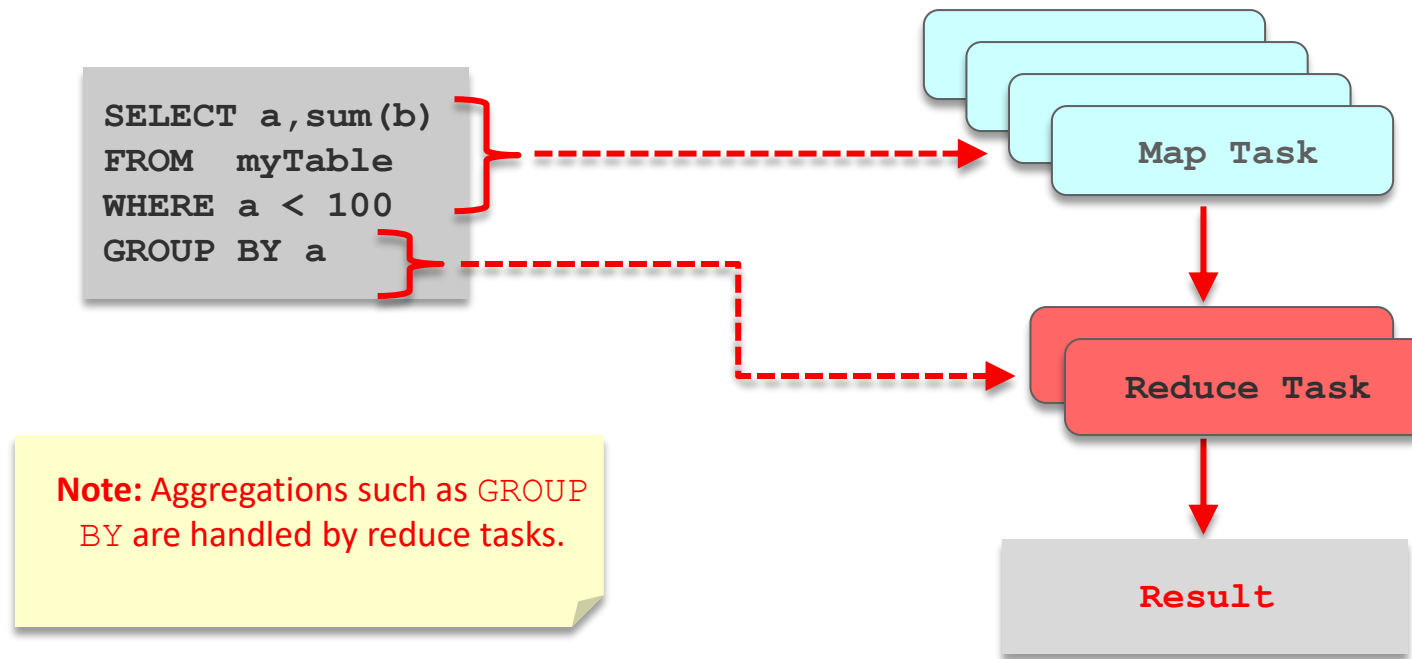 SELECT a,sum(b)
FROM  myTable
WHERE a < 100
GROUP BY a
Map Task
Reduce Task
Note: Aggregations such as GROUP
BY are handled by reduce tasks.
Result